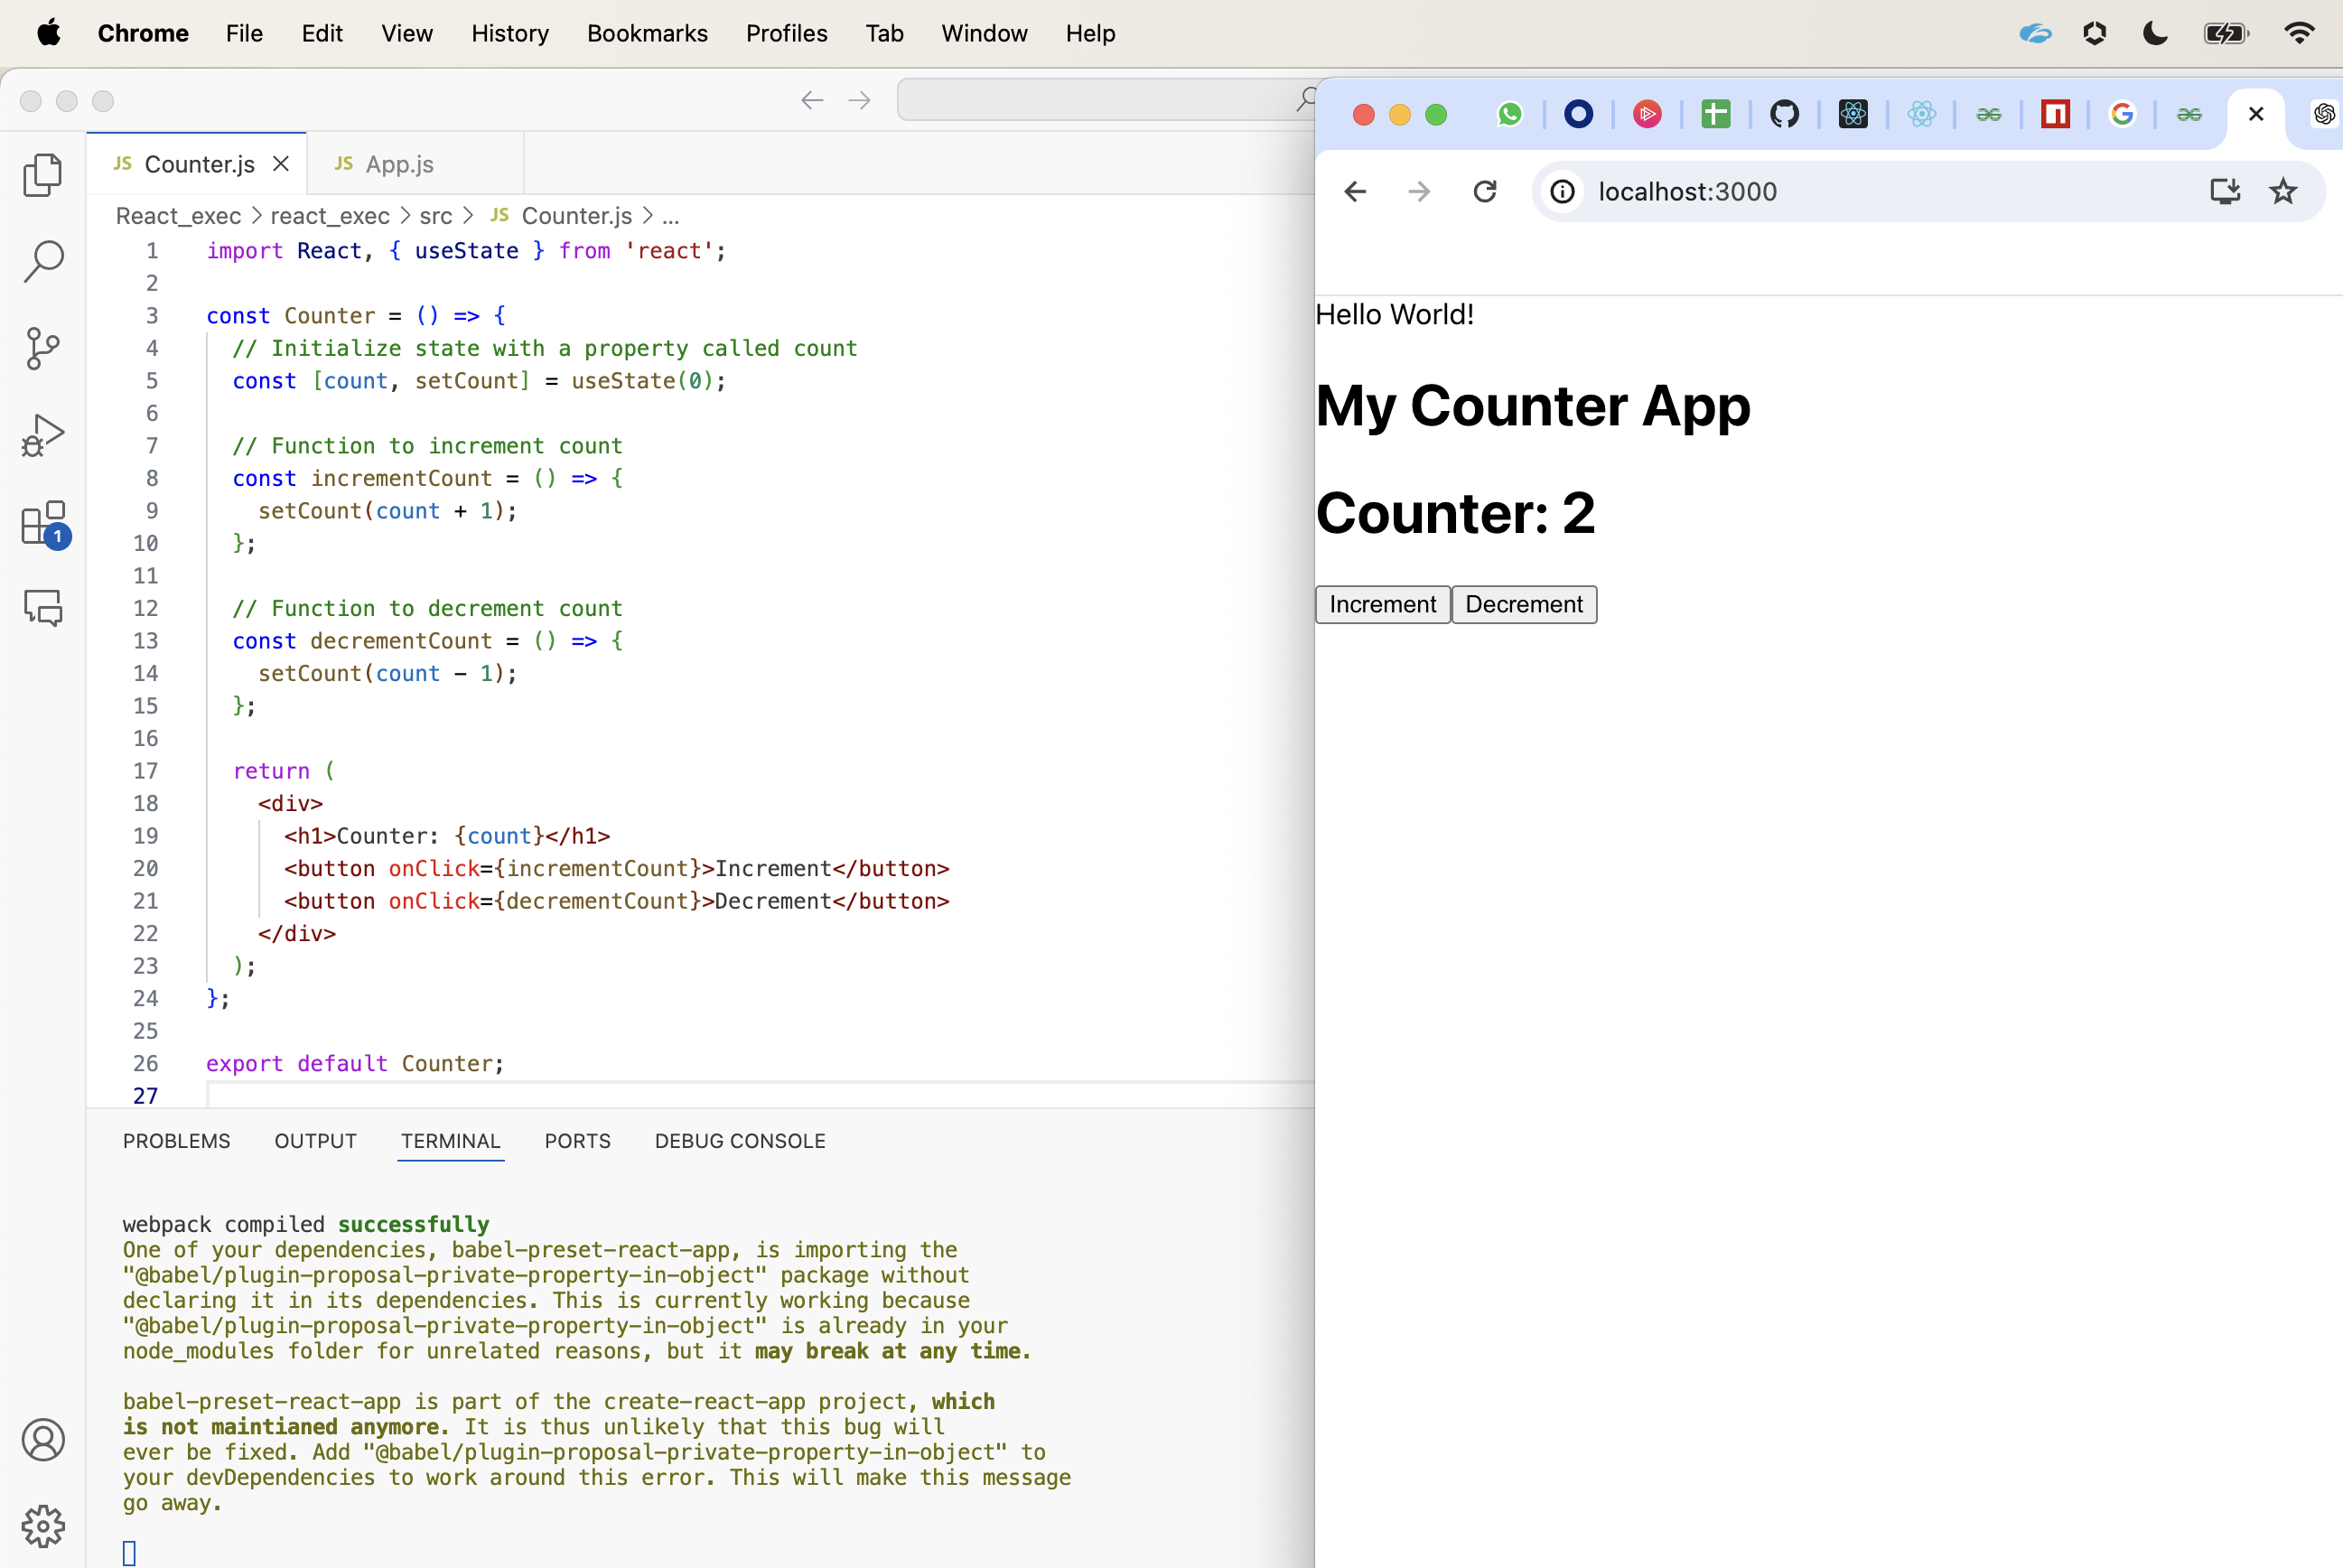 Chrome File Edit View History Bookmarks Profiles Tab Window Help
JS Counter.js JS App.js
React_exec > react_exec > src > JS Counter.js > ...
1 import React, { useState } from 'react';
2
3 const Counter = () => {
4 // Initialize state with a property called count
5 const [count, setCount] = useState(0);
6
7 // Function to increment count
8 const incrementCount = () => {
9 setCount(count + 1);
10 };
11
12 // Function to decrement count
13 const decrementCount = () => {
14 setCount(count - 1);
15 };
16
17 return (
18 <div>
19 <h1>Counter: {count}</h1>
20 <button onClick={incrementCount}>Increment</button>
21 <button onClick={decrementCount}>Decrement</button>
22 </div>
23 );
24 };
25
26 export default Counter;
27
1
PROBLEMS OUTPUT TERMINAL PORTS DEBUG CONSOLE
webpack compiled successfully
One of your dependencies, babel-preset-react-app, is importing the
"@babel/plugin-proposal-private-property-in-object" package without
declaring it in its dependencies. This is currently working because
"@babel/plugin-proposal-private-property-in-object" is already in your
node_modules folder for unrelated reasons, but it may break at any time.
babel-preset-react-app is part of the create-react-app project, which
is not maintianed anymore. It is thus unlikely that this bug will
ever be fixed. Add "@babel/plugin-proposal-private-property-in-object" to
your devDependencies to work around this error. This will make this message
go away.
localhost:3000
Hello World!
My Counter App
Counter: 2
Increment Decrement